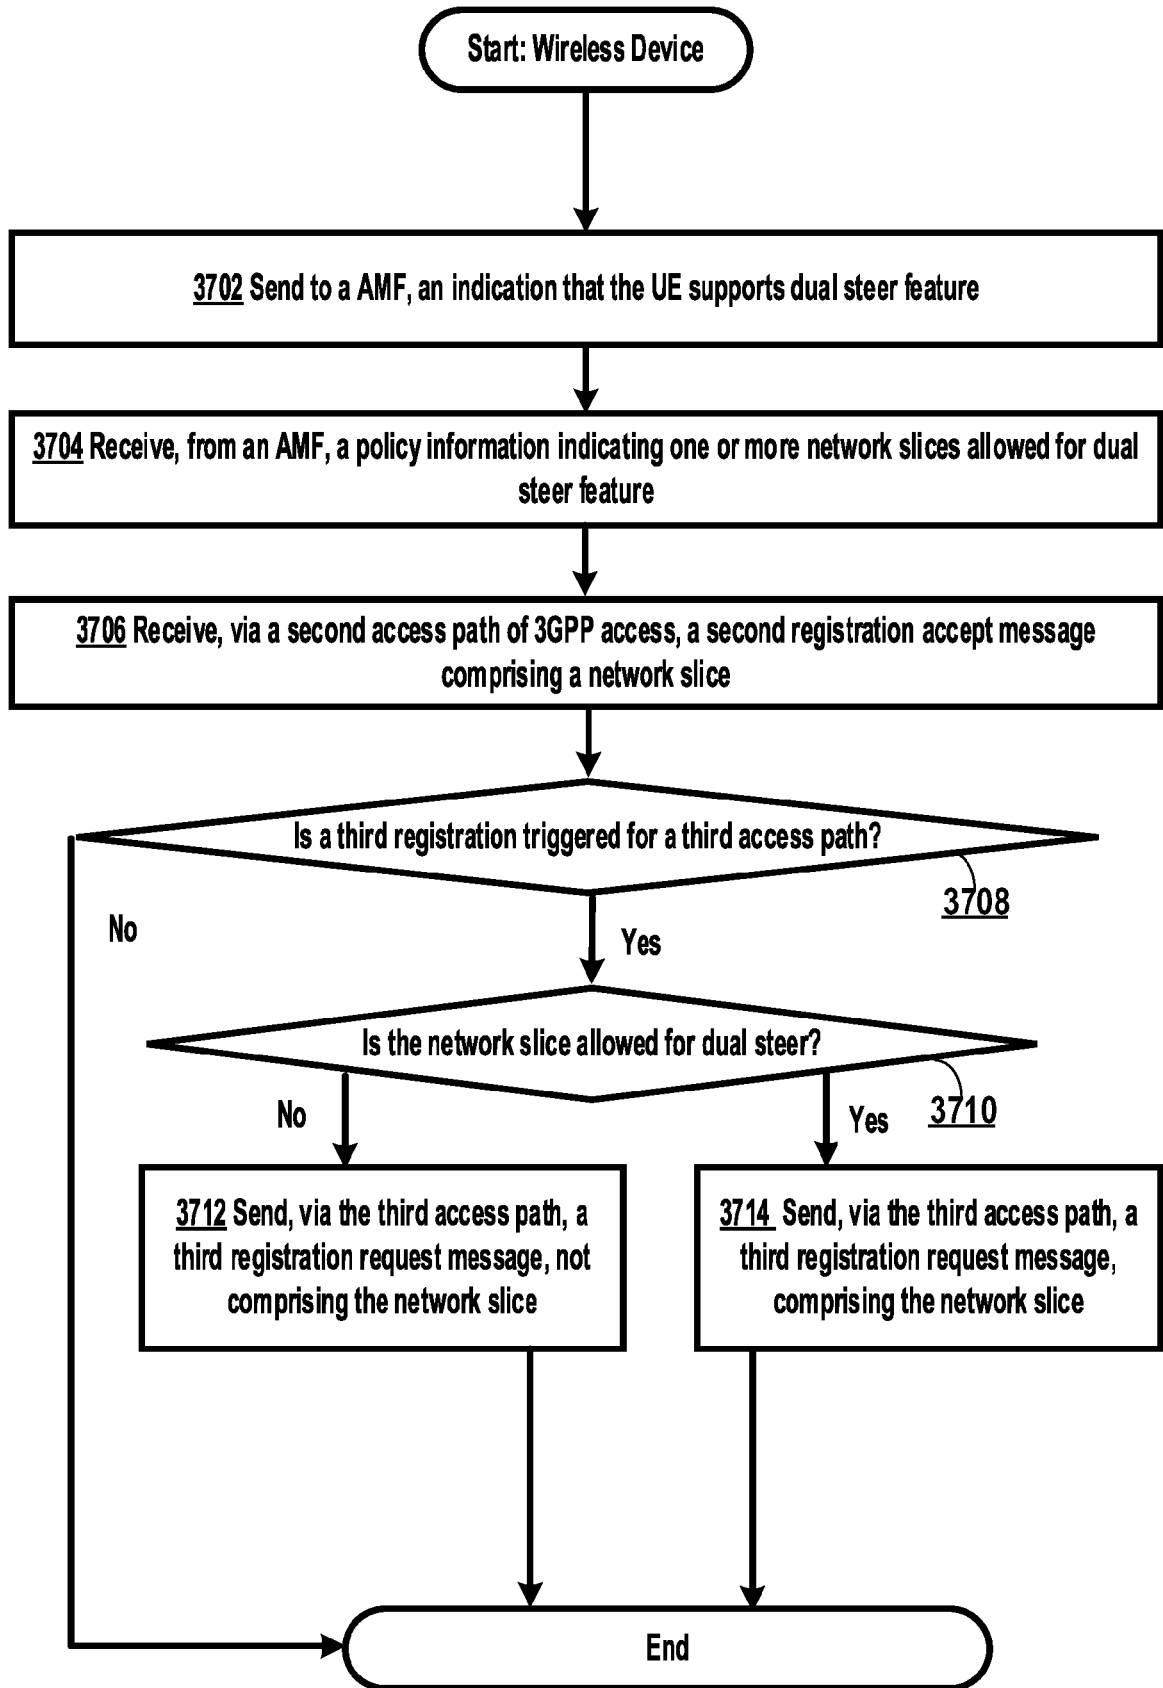 Start: Wireless Device
3702 Send to a AMF, an indication that the UE supports dual steer feature
3704 Receive, from an AMF, a policy information indicating one or more network slices allowed for dual
steer feature
3706 Receive, via a second access path of 3GPP access, a second registration accept message
comprising a network slice
Is a third registration triggered for a third access path?
3708
No
Yes
Is the network slice allowed for dual steer?
3710
No
Yes
3712 Send, via the third access path, a
third registration request message, not
comprising the network slice
3714 Send, via the third access path, a
third registration request message,
comprising the network slice
End